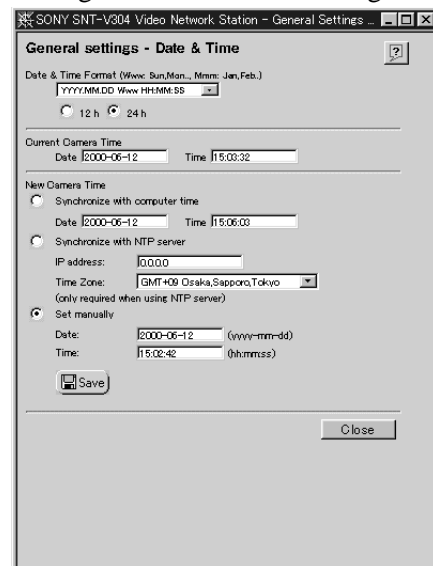 SONY SNT-V304 Video Network Station - General Settings ..
General settings - Date & Time
Date & Time Format (Www: Sun,Mon.., Mmm: Jan,Feb..)
YYYY.MM.DD Www HH:MM:SS
12 h 24 h
Current Camera Time
Date 2000-06-12 Time 15:03:32
New Camera Time
Synchronize with computer time
Date 2000-06-12 Time 15:06:03
Synchronize with NTP server
IP address: 0.0.0.0
Time Zone: GMT+09 Osaka,Sapporo,Tokyo
(only required when using NTP server)
Set manually
Date: 2000-06-12 (yyyy-mm-dd)
Time: 15:02:42 (hh:mm:ss)
Save
Close